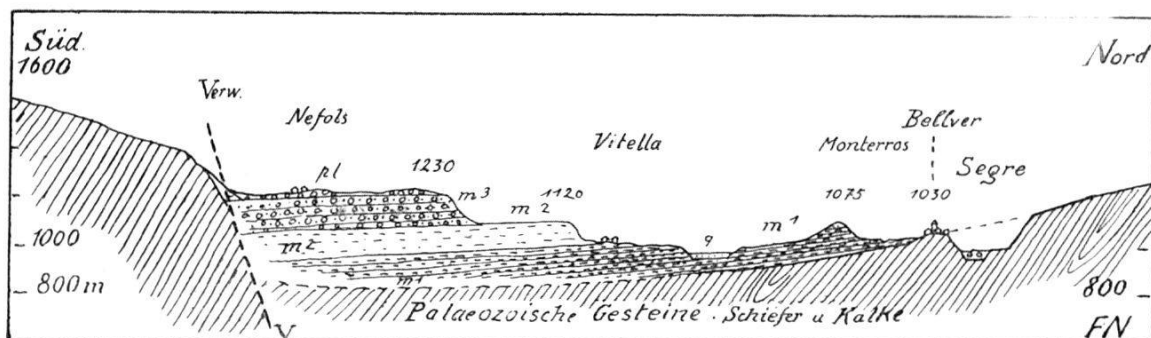 Süd. Nord
1600
Verw. Nefols Vitella Monterros Bellver Segre
pl 1230 m³ 1120 m² 1075 1030
m¹
q
1000
m²
m¹
800m 800
Palaeozoische Gesteine. Schiefer u Kalke
V FN